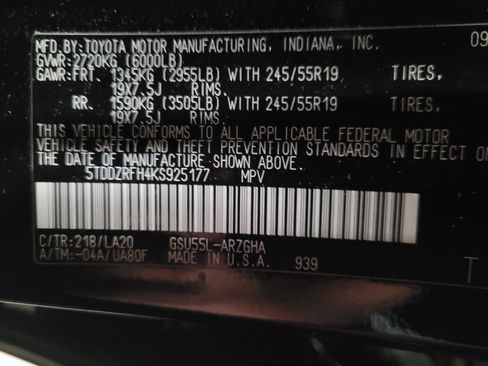 MFD. BY: TOYOTA MOTOR MANUFACTURING, INDIANA, INC. 09
GVWR: 2720KG (6000LB)
GAWR: FRT. 1345KG (2955LB) WITH 245/55R19 TIRES,
19X7.5J RIMS.
RR. 1590KG (3505LB) WITH 245/55R19 TIRES,
19X7.5J RIMS.
THIS VEHICLE CONFORMS TO ALL APPLICABLE FEDERAL MOTOR
VEHICLE SAFETY AND THEFT PREVENTION STANDARDS IN EFFECT ON
THE DATE OF MANUFACTURE SHOWN ABOVE.
5TDDZRFH4KS925177 MPV
C/TR: 218/LA20 GSU55L-ARZGHA
A/TM: -04A/UA80F MADE IN U.S.A. 939
T